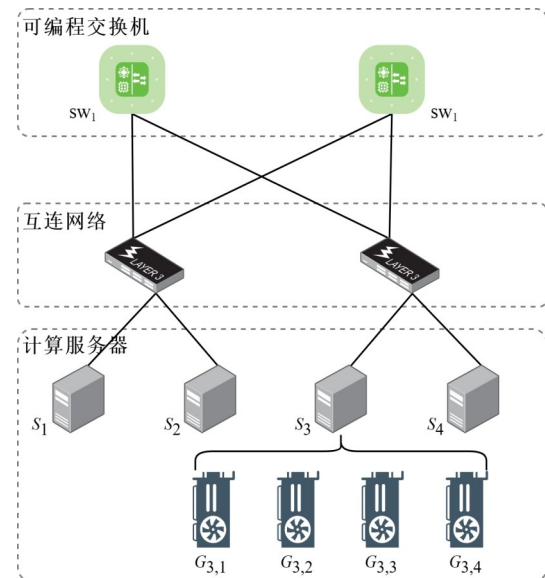 可编程交换机
sw₁ sw₁
互连网络
LAYER 3 LAYER 3
计算服务器
S₁ S₂ S₃ S₄
G₃,₁ G₃,₂ G₃,₃ G₃,₄